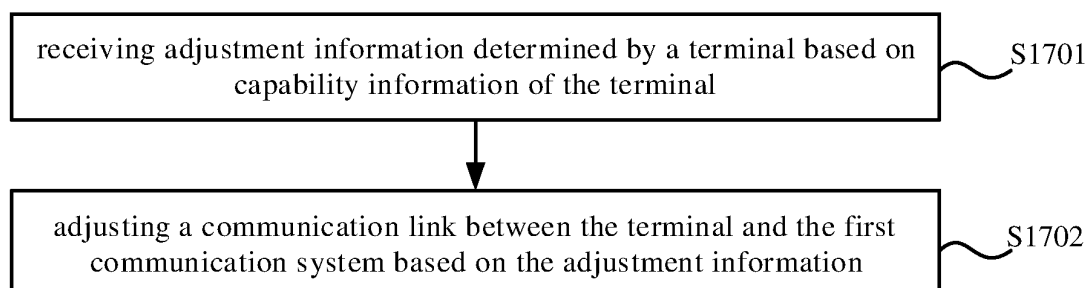 receiving adjustment information determined by a terminal based on
capability information of the terminal
S1701
adjusting a communication link between the terminal and the first
communication system based on the adjustment information
S1702